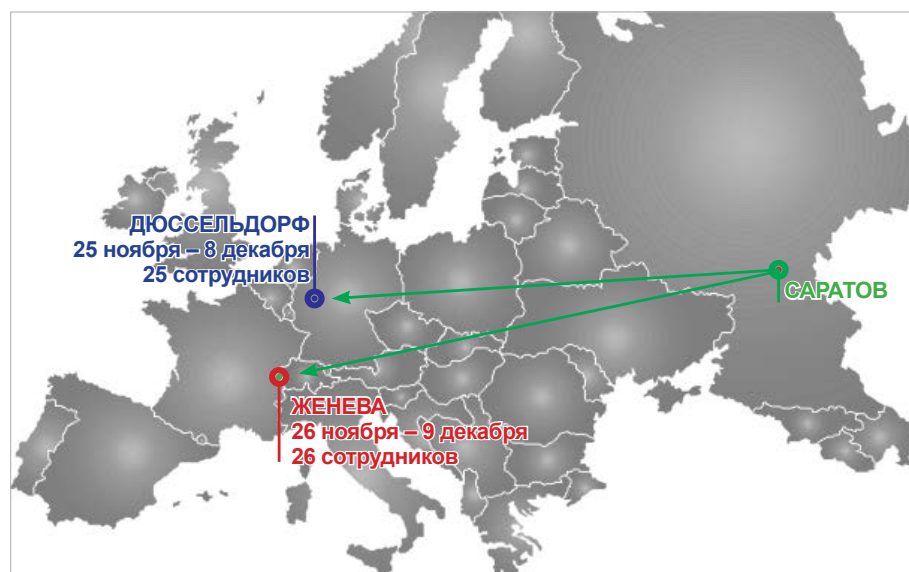 ДЮССЕЛЬДОРФ
25 ноября – 8 декабря
25 сотрудников
САРАТОВ
ЖЕНЕВА
26 ноября – 9 декабря
26 сотрудников